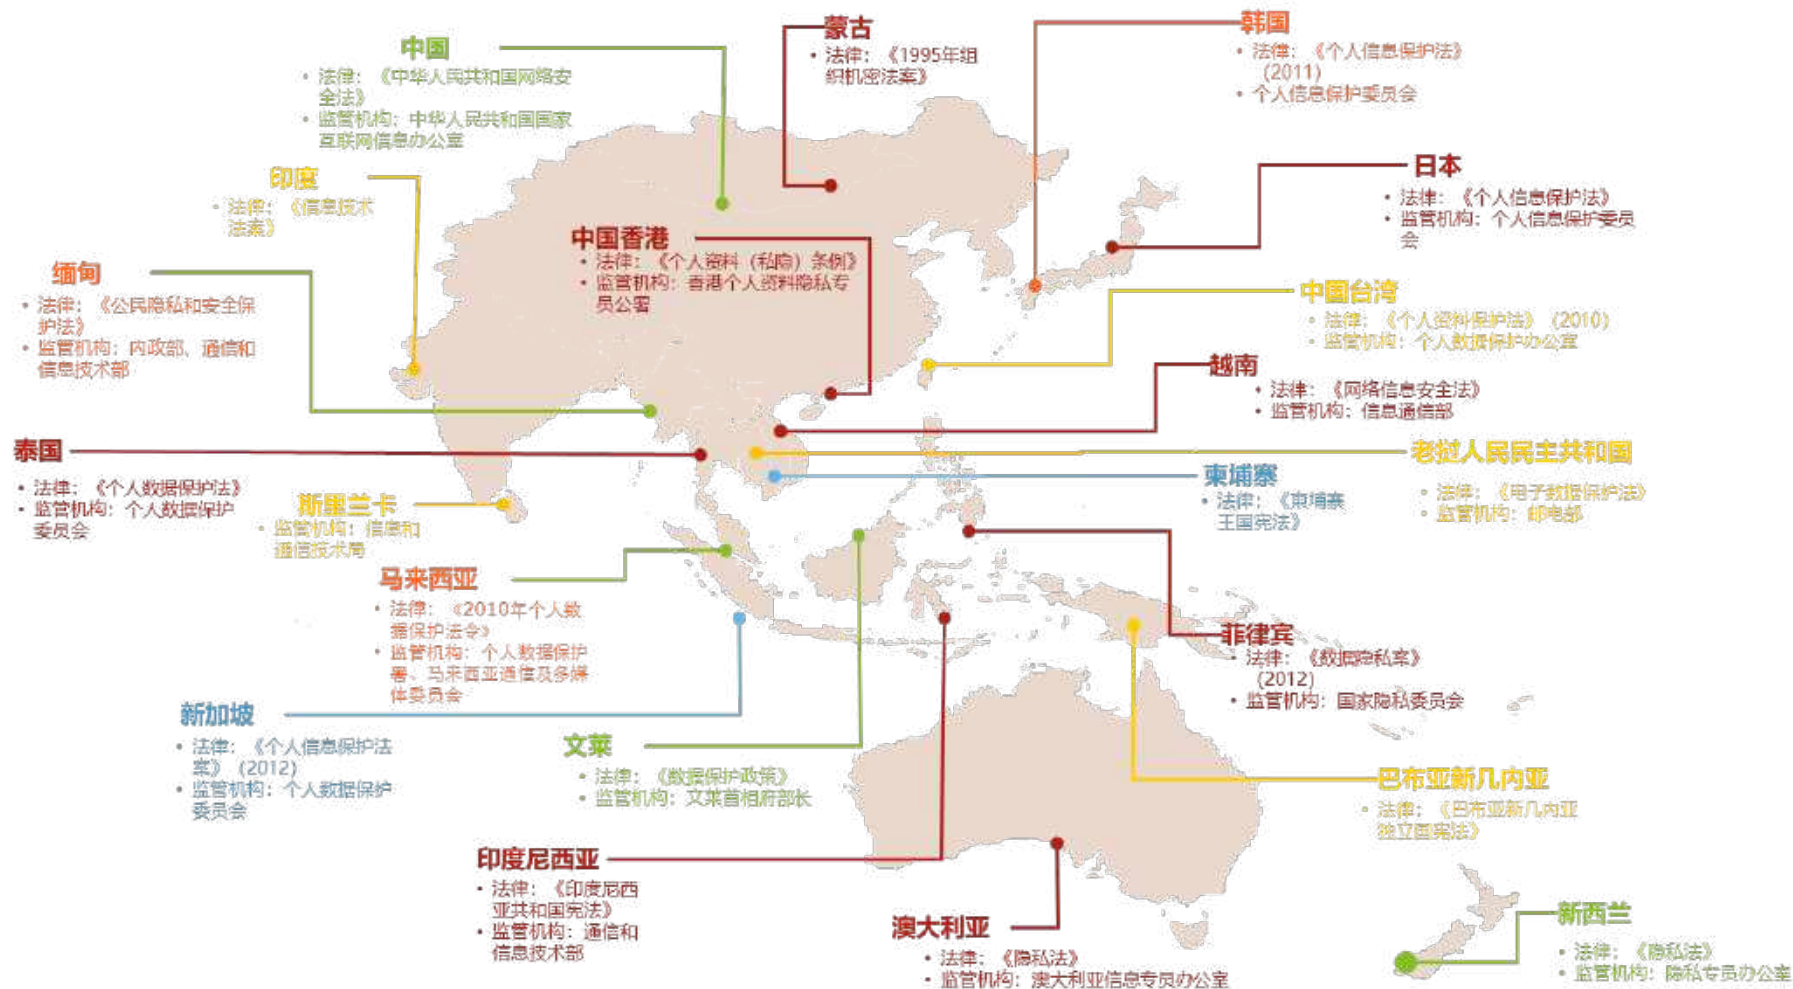 中国
• 法律：《中华人民共和国网络安
全法》
• 监管机构：中华人民共和国国家
互联网信息办公室
蒙古
• 法律：《1995年组
织机密法案》
韩国
• 法律：《个人信息保护法》
（2011）
• 个人信息保护委员会
印度
• 法律：《信息技术
法案》
日本
• 法律：《个人信息保护法》
• 监管机构：个人信息保护委员
会
中国香港
• 法律：《个人资料（私隐）条例》
• 监管机构：香港个人资料隐私专
员公署
缅甸
• 法律：《公民隐私和安全保
护法》
• 监管机构：内政部、通信和
信息技术部
中国台湾
• 法律：《个人资料保护法》（2010）
• 监管机构：个人数据保护办公室
越南
• 法律：《网络信息安全法》
• 监管机构：信息通信部
泰国
• 法律：《个人数据保护法》
• 监管机构：个人数据保护
委员会
老挝人民民主共和国
• 法律：《电子数据保护法》
• 监管机构：邮电部
柬埔寨
• 法律：《柬埔寨
王国宪法》
斯里兰卡
• 监管机构：信息和
通信技术局
马来西亚
• 法律：《2010年个人数
据保护法令》
• 监管机构：个人数据保护
署、马来西亚通信及多媒
体委员会
菲律宾
• 法律：《数据隐私案》
（2012）
• 监管机构：国家隐私委员会
新加坡
• 法律：《个人信息保护法
案》（2012）
• 监管机构：个人数据保护
委员会
文莱
• 法律：《数据保护政策》
• 监管机构：文莱首相府部长
巴布亚新几内亚
• 法律：《巴布亚新几内亚
独立国宪法》
印度尼西亚
• 法律：《印度尼西
亚共和国宪法》
• 监管机构：通信和
信息技术部
澳大利亚
• 法律：《隐私法》
• 监管机构：澳大利亚信息专员办公室
新西兰
• 法律：《隐私法》
• 监管机构：隐私专员办公室